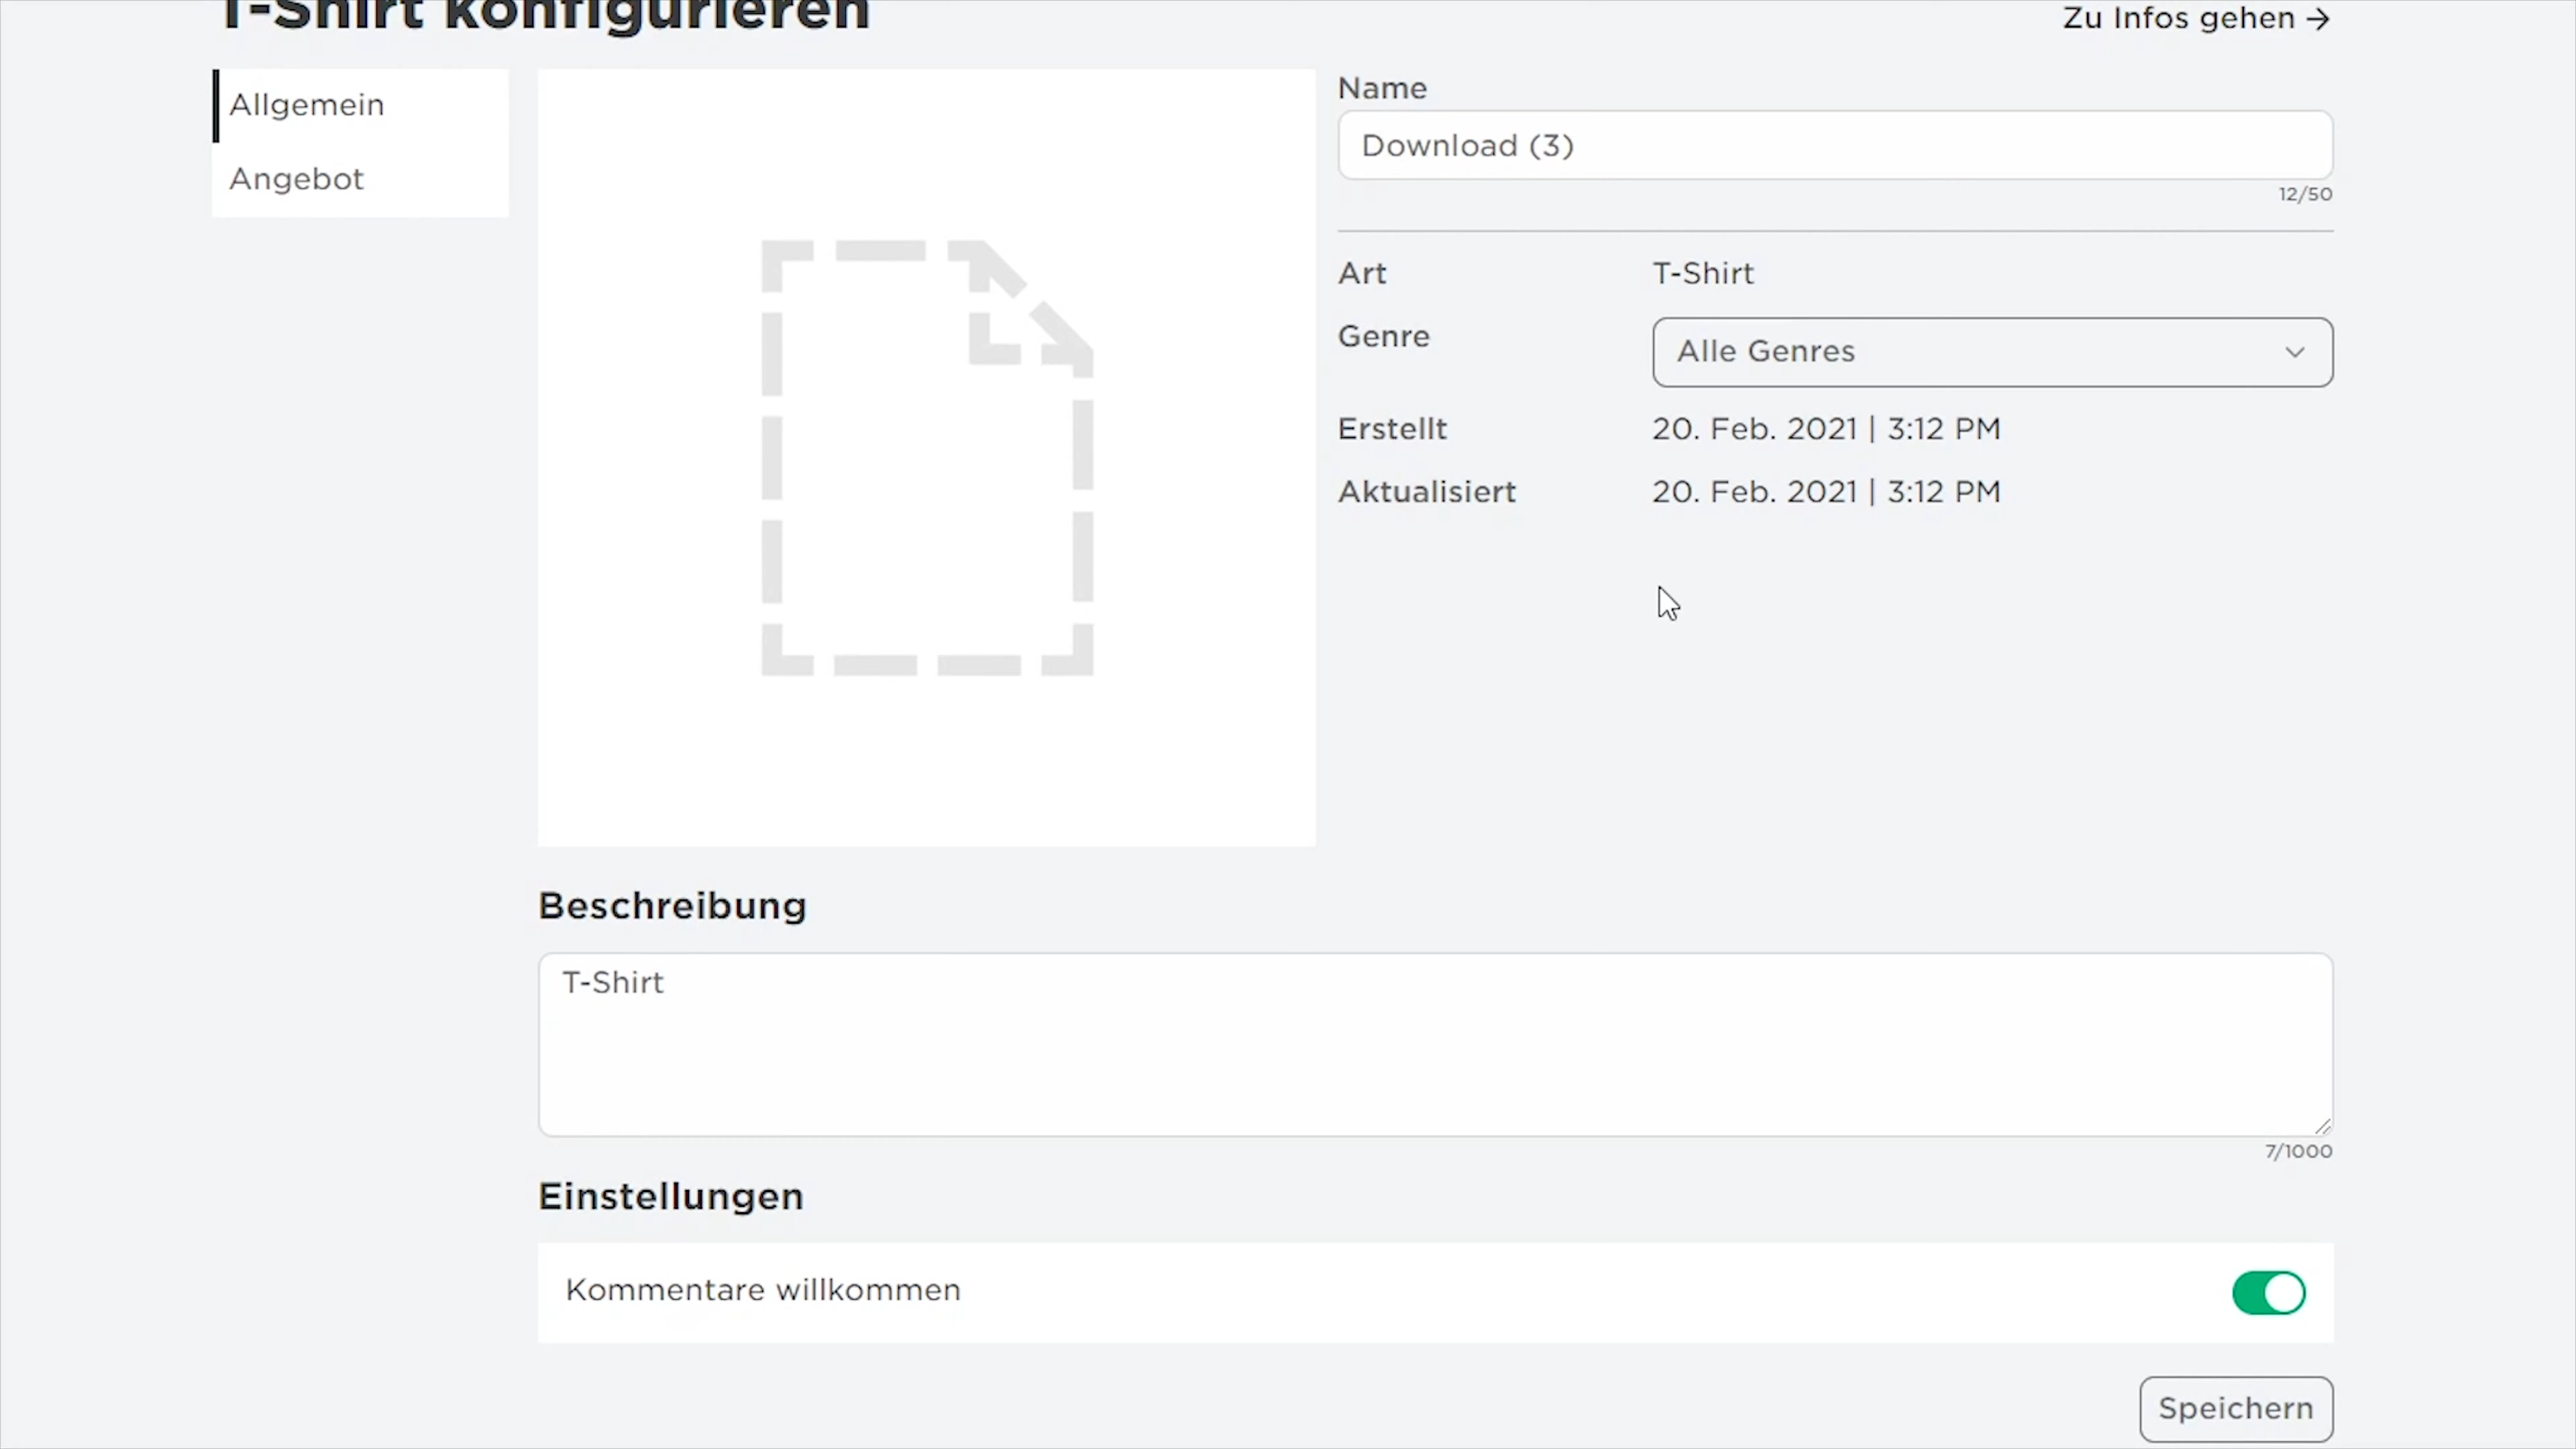 T-Shirt konfigurieren
Zu Infos gehen →
Allgemein
Angebot
Name
Download (3)
12/50
Art T-Shirt
Genre Alle Genres
Erstellt 20. Feb. 2021 | 3:12 PM
Aktualisiert 20. Feb. 2021 | 3:12 PM
Beschreibung
T-Shirt
7/1000
Einstellungen
Kommentare willkommen
Speichern